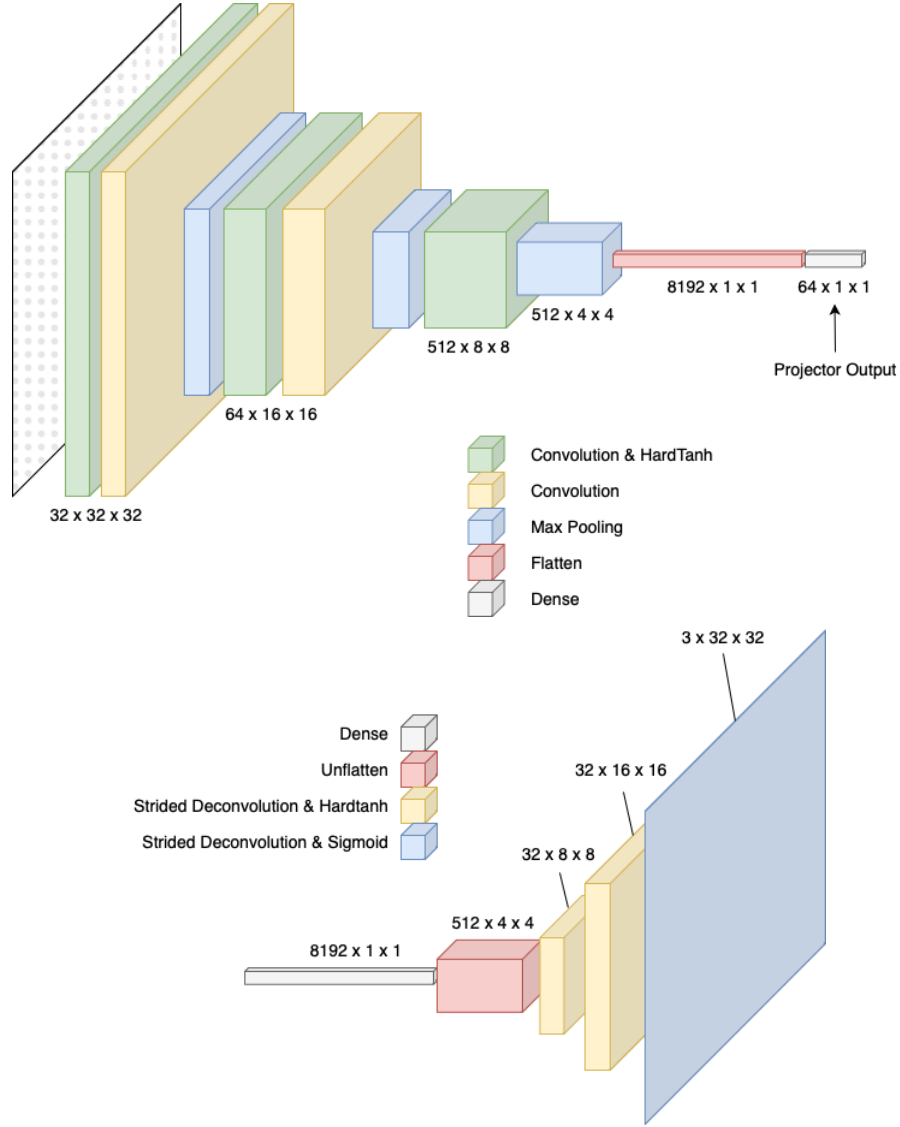 8192 x 1 x 1
64 x 1 x 1
512 x 4 x 4
512 x 8 x 8
Projector Output
64 x 16 x 16
32 x 32 x 32
Convolution & HardTanh
Convolution
Max Pooling
Flatten
Dense
3 x 32 x 32
Dense
Unflatten
Strided Deconvolution & Hardtanh
Strided Deconvolution & Sigmoid
32 x 16 x 16
32 x 8 x 8
512 x 4 x 4
8192 x 1 x 1